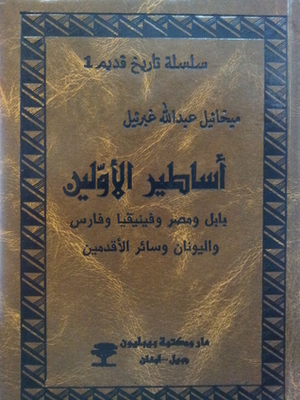 سلسلة تاريخ قديم 1
ميخائيل عبدالله غبرئيل
أساطير الأوّلين
بابل ومصر وفينيقيا وفارس
واليونان وسائر الأقدمين
دار ومكتبة بيبليون
جبيل - لبنان